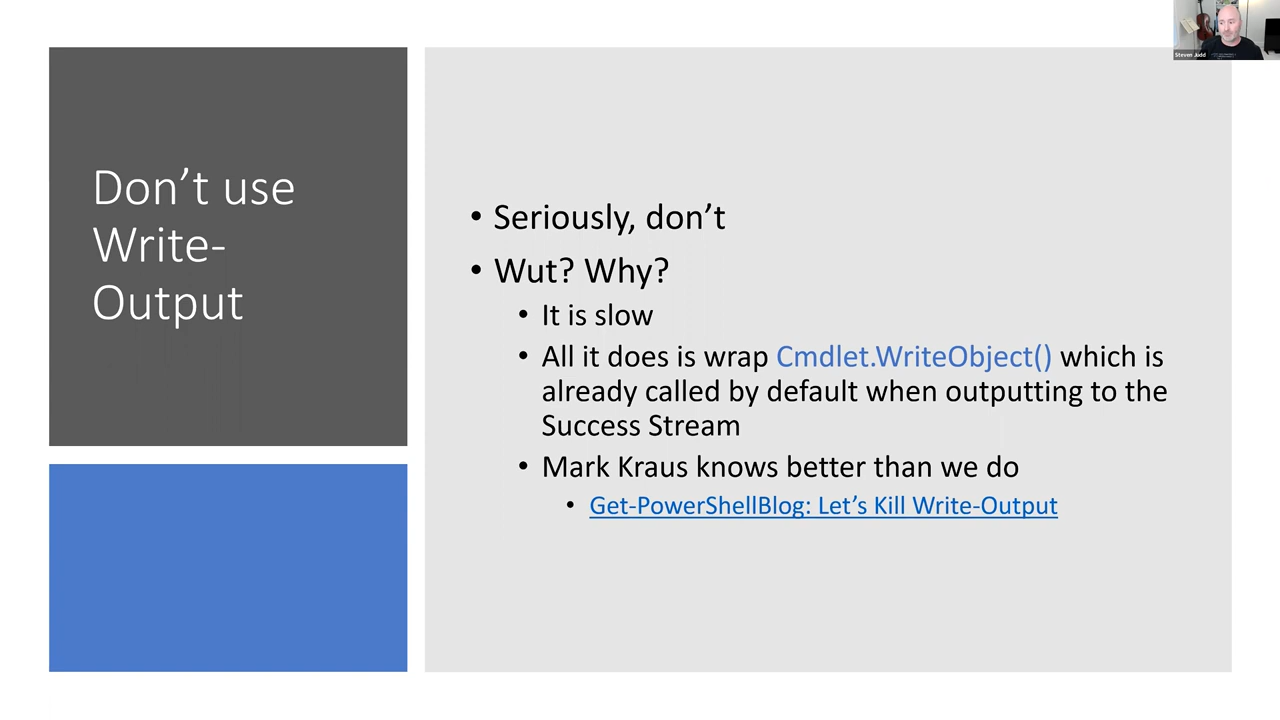 Steven Judd
Don’t use
Write-
Output
• Seriously, don’t
• Wut? Why?
• It is slow
• All it does is wrap Cmdlet.WriteObject() which is
already called by default when outputting to the
Success Stream
• Mark Kraus knows better than we do
• Get-PowerShellBlog: Let’s Kill Write-Output